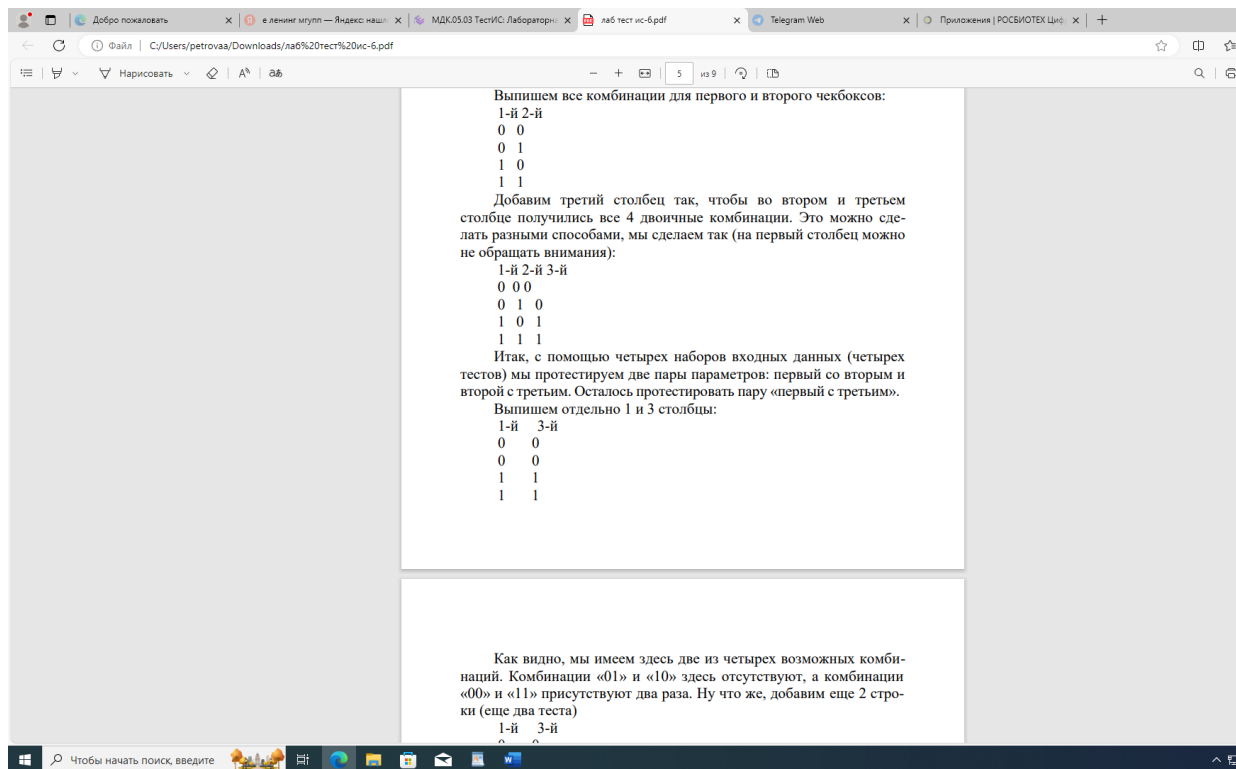 Добро пожаловать
е ленинг мгупп — Яндекс: нашл
МДК.05.03 ТестИС: Лабораторна
лаб тест ис-6.pdf
Telegram Web
Приложения | РОСБИОТЕХ Циф
Файл | C:/Users/petrovaa/Downloads/лаб%20тест%20ис-6.pdf
Нарисовать
5 из 9
Выпишем все комбинации для первого и второго чекбоксов:
1-й 2-й
0 0
0 1
1 0
1 1
Добавим третий столбец так, чтобы во втором и третьем
столбце получились все 4 двоичные комбинации. Это можно сде-
лать разными способами, мы сделаем так (на первый столбец можно
не обращать внимания):
1-й 2-й 3-й
0 0 0
0 1 0
1 0 1
1 1 1
Итак, с помощью четырех наборов входных данных (четырех
тестов) мы протестируем две пары параметров: первый со вторым и
второй с третьим. Осталось протестировать пару «первый с третьим».
Выпишем отдельно 1 и 3 столбцы:
1-й 3-й
0 0
0 0
1 1
1 1
Как видно, мы имеем здесь две из четырех возможных комби-
наций. Комбинации «01» и «10» здесь отсутствуют, а комбинации
«00» и «11» присутствуют два раза. Ну что же, добавим еще 2 стро-
ки (еще два теста)
1-й 3-й
Чтобы начать поиск, введите